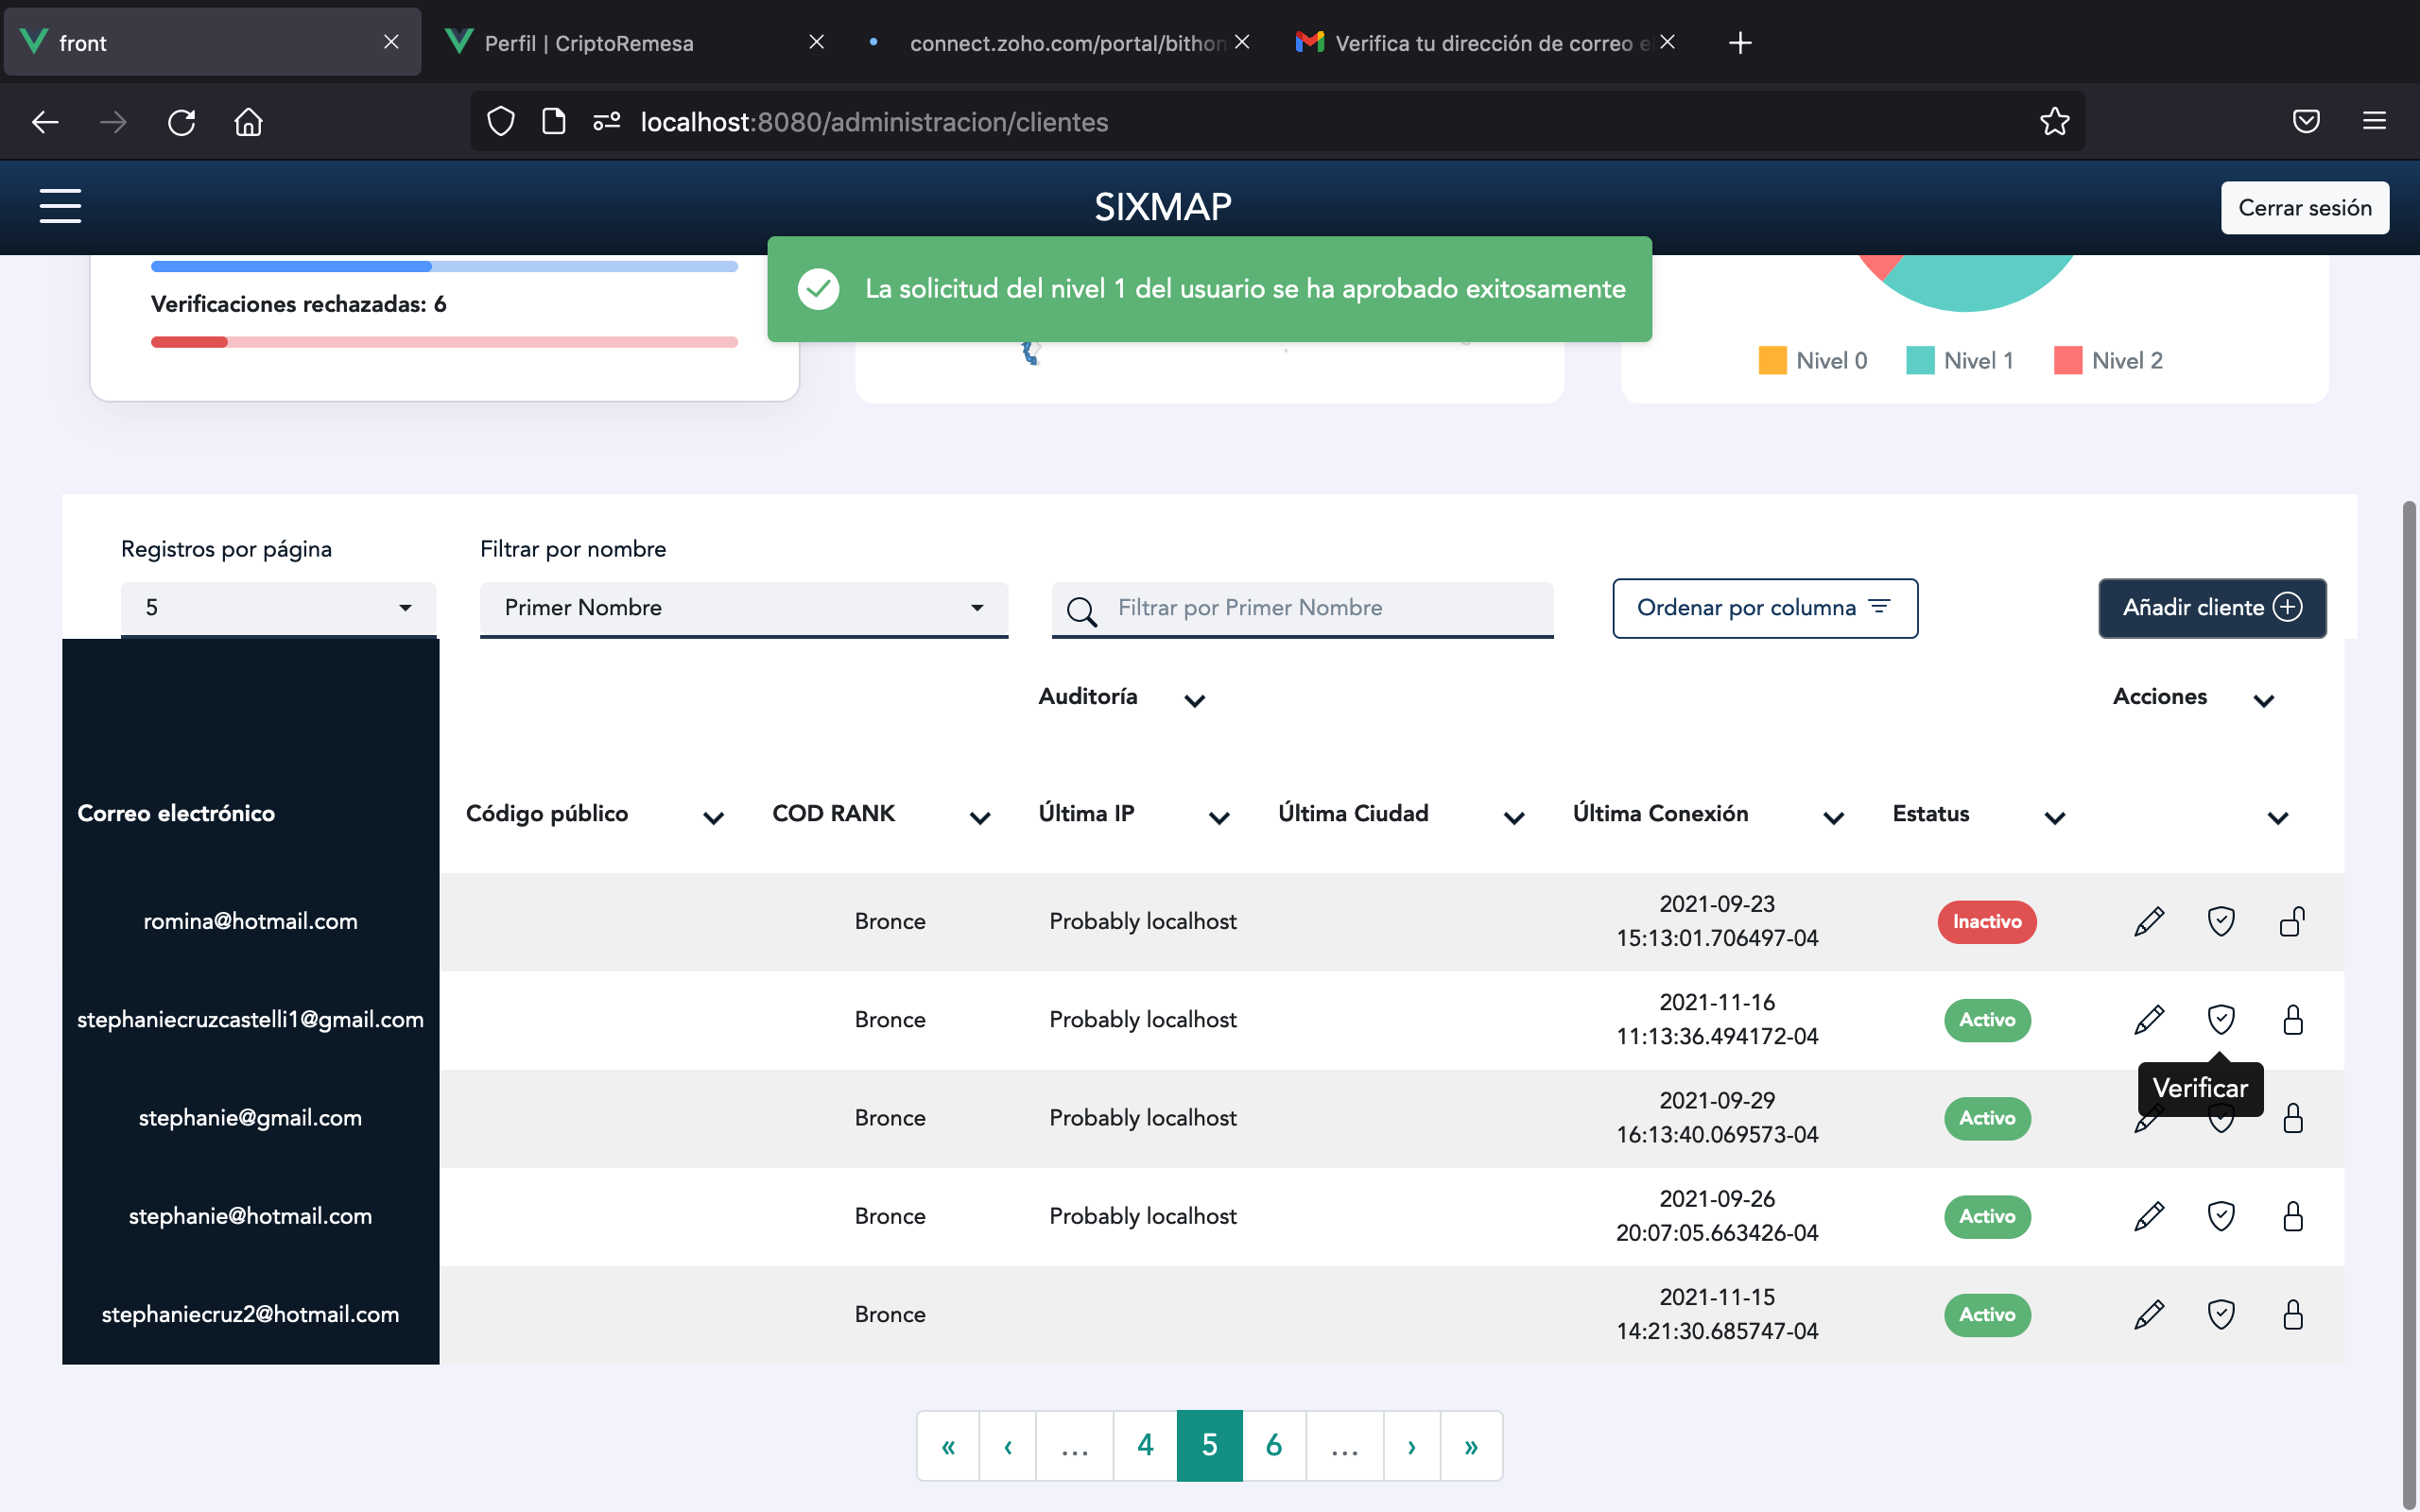 front
Perfil | CriptoRemesa
connect.zoho.com/portal/bithon
Verifica tu dirección de correo el
localhost:8080/administracion/clientes
SIXMAP
Cerrar sesión
La solicitud del nivel 1 del usuario se ha aprobado exitosamente
Verificaciones rechazadas: 6
Nivel 0
Nivel 1
Nivel 2
Registros por página
Filtrar por nombre
5
Primer Nombre
Filtrar por Primer Nombre
Ordenar por columna
Añadir cliente
Auditoría
Acciones
Correo electrónico
Código público
COD RANK
Última IP
Última Ciudad
Última Conexión
Estatus
romina@hotmail.com
Bronce
Probably localhost
2021-09-23
15:13:01.706497-04
Inactivo
stephaniecruzcastelli1@gmail.com
Bronce
Probably localhost
2021-11-16
11:13:36.494172-04
Activo
Verificar
stephanie@gmail.com
Bronce
Probably localhost
2021-09-29
16:13:40.069573-04
Activo
stephanie@hotmail.com
Bronce
Probably localhost
2021-09-26
20:07:05.663426-04
Activo
stephaniecruz2@hotmail.com
Bronce
2021-11-15
14:21:30.685747-04
Activo
« ‹ ... 4 5 6 ... › »